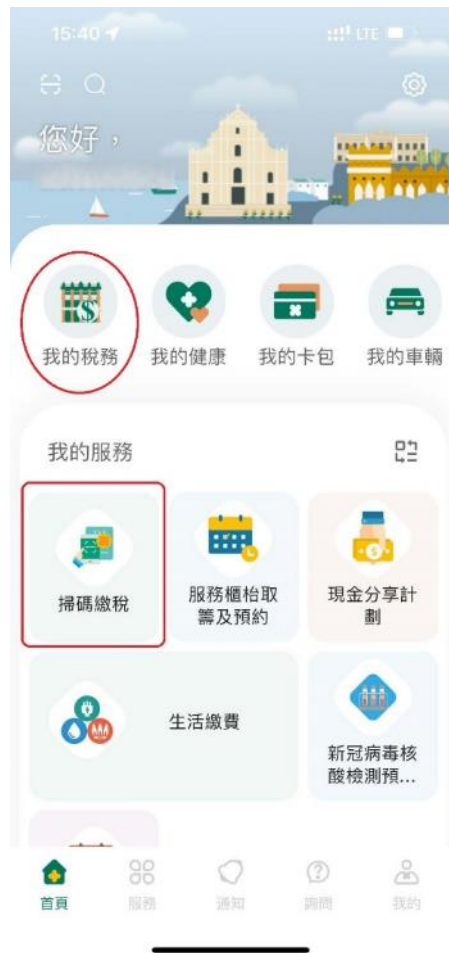 15:40
LTE
您好，
我的稅務
我的健康
我的卡包
我的車輛
我的服務
掃碼繳稅
服務櫃枱取
籌及預約
現金分享計
劃
生活繳費
新冠病毒核
酸檢測預...
首頁
服務
通知
詢問
我的